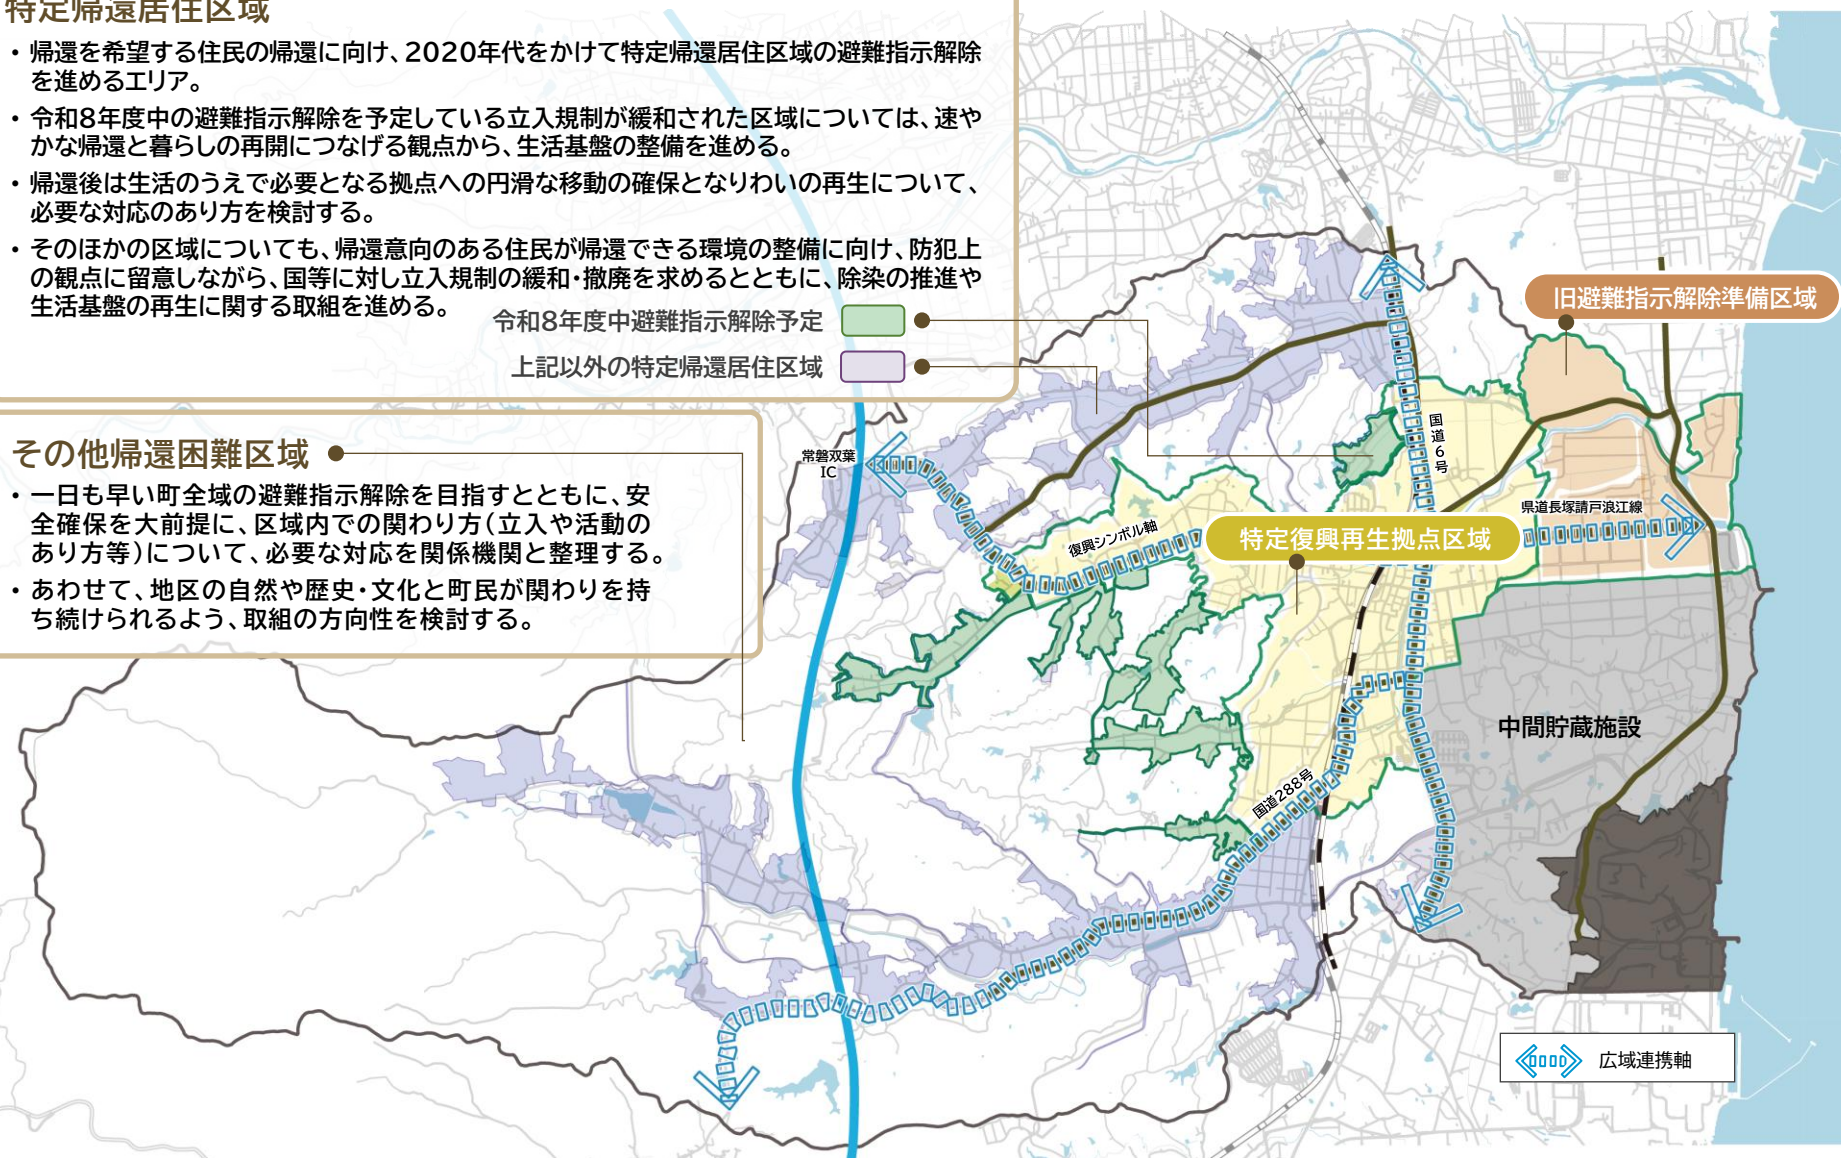 特定帰還居住区域
・帰還を希望する住民の帰還に向け、2020年代をかけて特定帰還居住区域の避難指示解除
を進めるエリア。
・令和8年度中の避難指示解除を予定している立入規制が緩和された区域については、速や
かな帰還と暮らしの再開につなげる観点から、生活基盤の整備を進める。
・帰還後は生活のうえで必要となる拠点への円滑な移動の確保となりわいの再生について、
必要な対応のあり方を検討する。
・そのほかの区域についても、帰還意向のある住民が帰還できる環境の整備に向け、防犯上
の観点に留意しながら、国等に対し立入規制の緩和・撤廃を求めるとともに、除染の推進や
生活基盤の再生に関する取組を進める。
令和8年度中避難指示解除予定
上記以外の特定帰還居住区域
その他帰還困難区域
・一日も早い町全域の避難指示解除を目指すとともに、安
全確保を大前提に、区域内での関わり方（立入や活動の
あり方等）について、必要な対応を関係機関と整理する。
・あわせて、地区の自然や歴史・文化と町民が関わりを持
ち続けられるよう、取組の方向性を検討する。
旧避難指示解除準備区域
国道6号
常磐双葉
IC
県道長塚請戸浪江線
復興シンボル軸
特定復興再生拠点区域
中間貯蔵施設
国道288号
広域連携軸